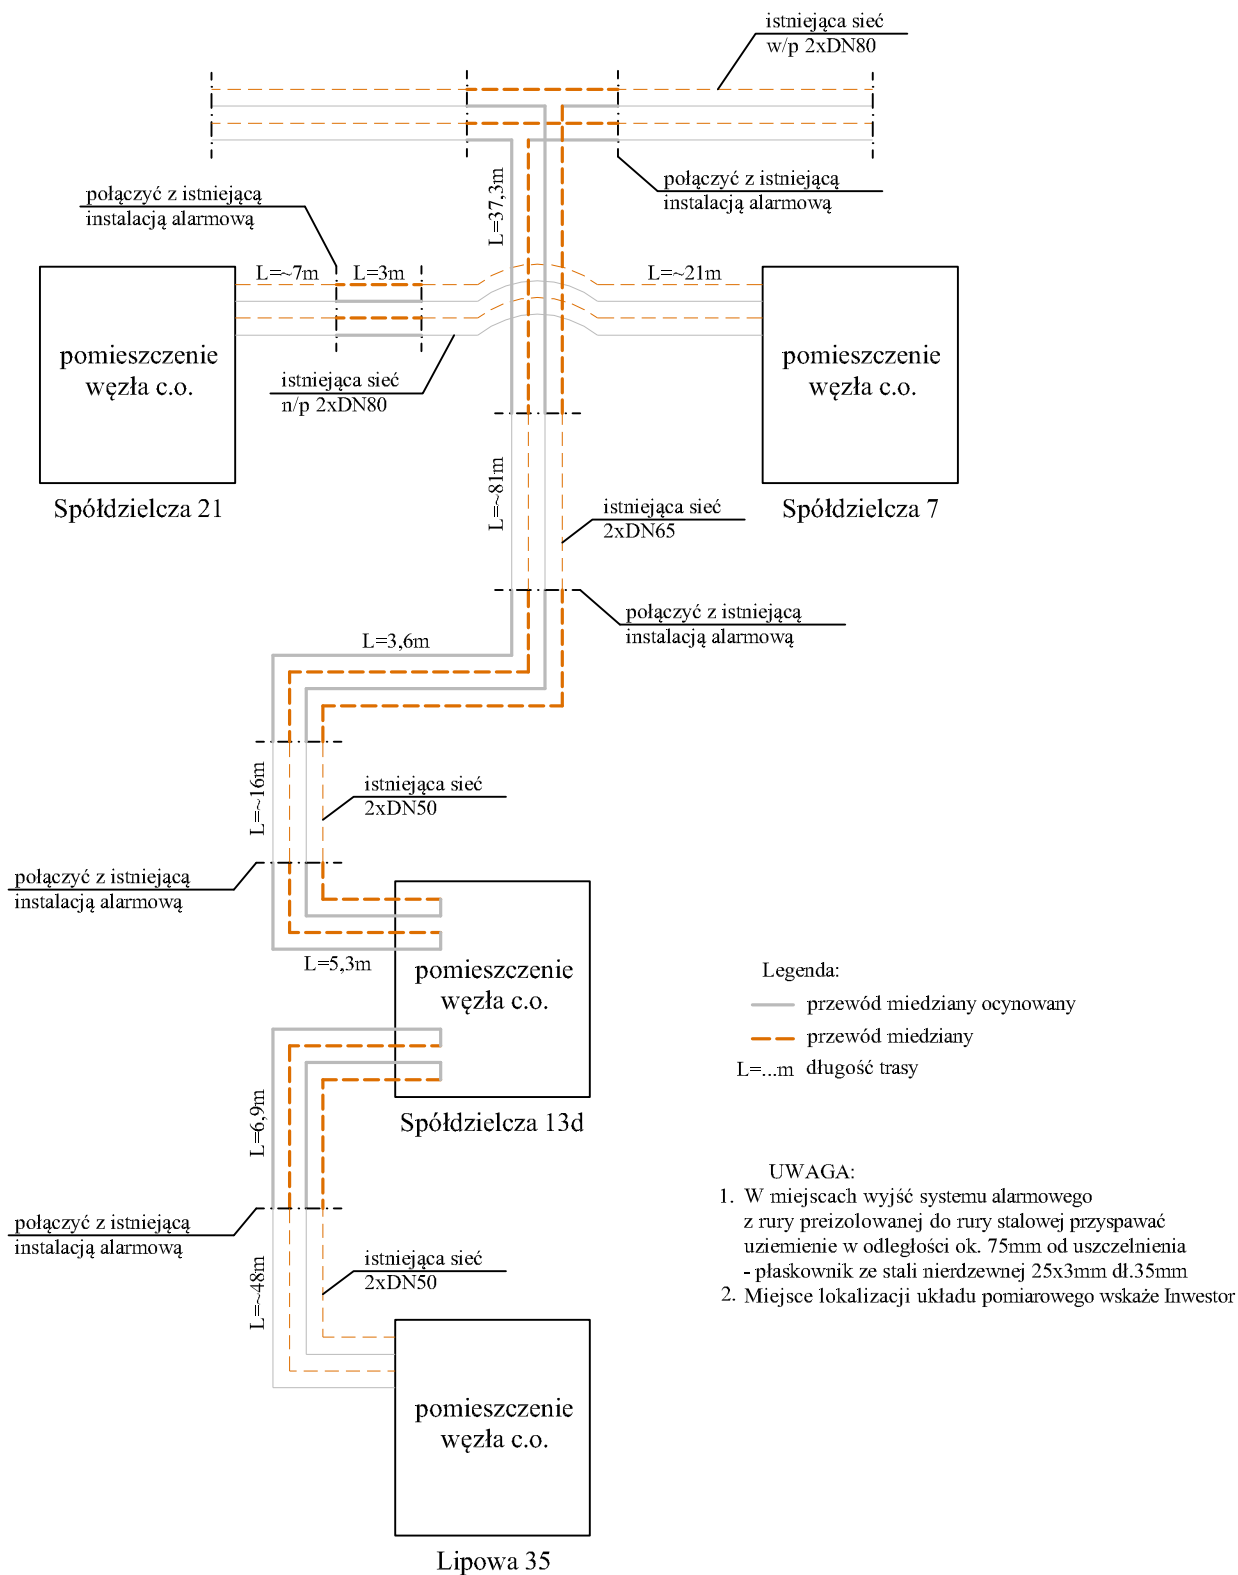 istniejąca sieć
w/p 2xDN80
połączyć z istniejącą
instalacją alarmową
połączyć z istniejącą
instalacją alarmową
L=37,3m
L=~7m
L=3m
L=~21m
pomieszczenie
węzła c.o.
Spółdzielcza 21
istniejąca sieć
n/p 2xDN80
pomieszczenie
węzła c.o.
Spółdzielcza 7
L=~81m
istniejąca sieć
2xDN65
połączyć z istniejącą
instalacją alarmową
L=3,6m
L=~16m
istniejąca sieć
2xDN50
połączyć z istniejącą
instalacją alarmową
L=5,3m
pomieszczenie
węzła c.o.
Spółdzielcza 13d
Legenda:
przewód miedziany ocynowany
przewód miedziany
L=...m długość trasy
L=6,9m
połączyć z istniejącą
instalacją alarmową
L=~48m
istniejąca sieć
2xDN50
pomieszczenie
węzła c.o.
Lipowa 35
UWAGA:
1. W miejscach wyjść systemu alarmowego
z rury preizolowanej do rury stalowej przyspawać
uziemienie w odległości ok. 75mm od uszczelnienia
- płaskownik ze stali nierdzewnej 25x3mm dł.35mm
2. Miejsce lokalizacji układu pomiarowego wskaże Inwestor